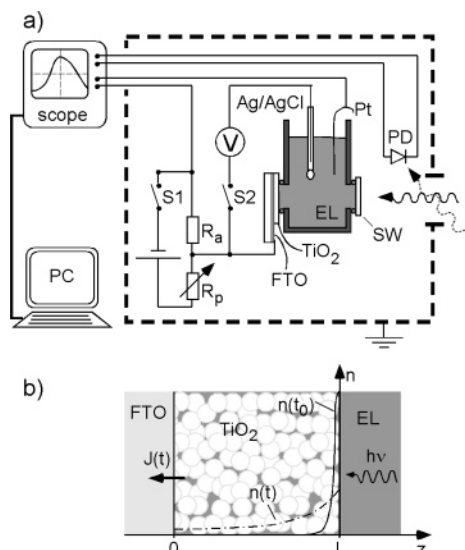 a)
scope
Ag/AgCl
Pt
PD
V
S1
S2
EL
SW
Ra
TiO2
FTO
Rp
PC
b)
FTO
TiO2
n(t0)
n
EL
J(t)
n(t)
hν
0